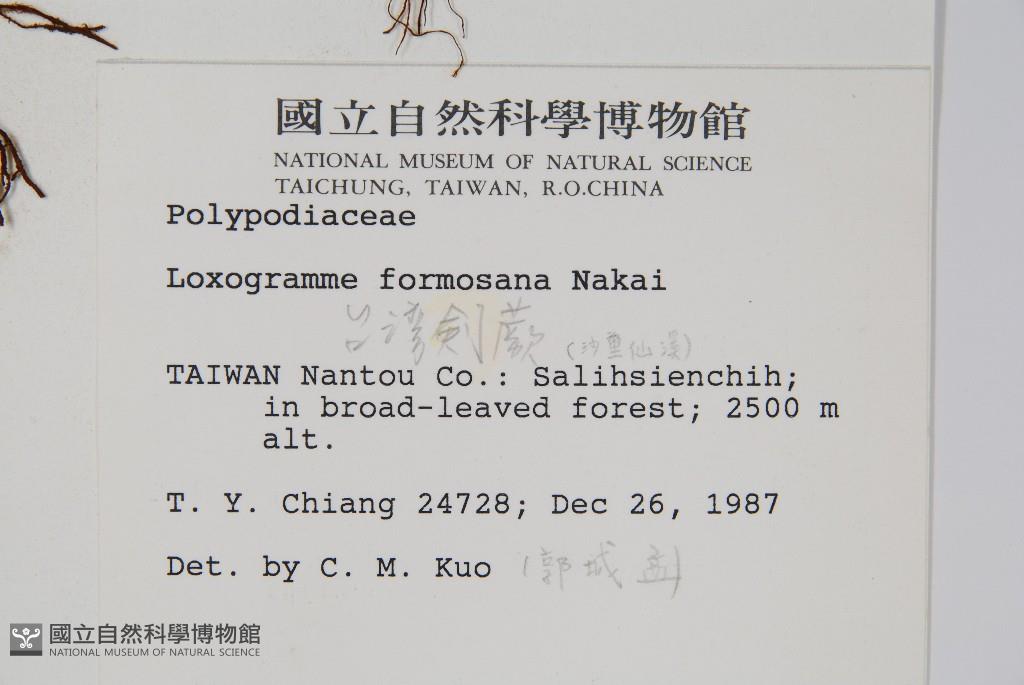 國立自然科學博物館
NATIONAL MUSEUM OF NATURAL SCIENCE
TAICHUNG, TAIWAN, R.O.CHINA
Polypodiaceae
Loxogramme formosana Nakai
台灣劍蕨 (沙里仙溪)
TAIWAN Nantou Co.: Salihsienchih;
in broad-leaved forest; 2500 m
alt.
T. Y. Chiang 24728; Dec 26, 1987
Det. by C. M. Kuo (郭城孟)
國立自然科學博物館
NATIONAL MUSEUM OF NATURAL SCIENCE